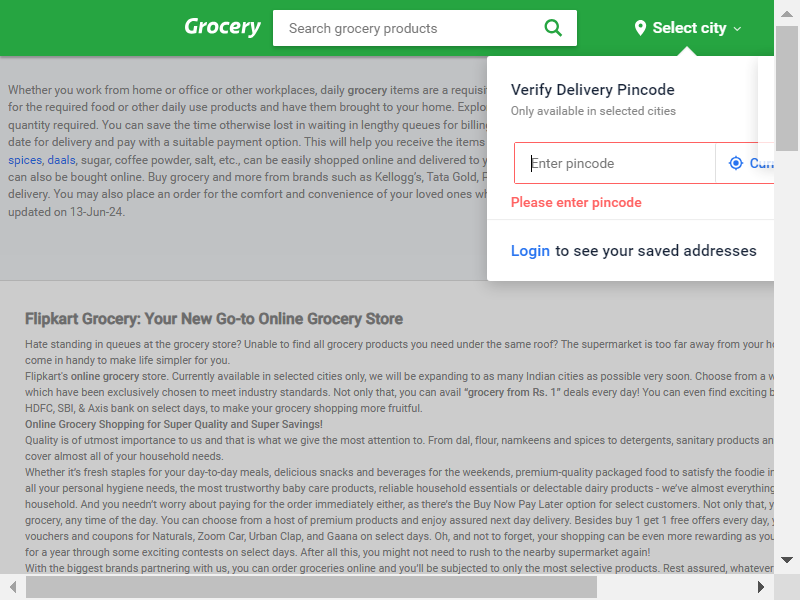 Grocery
Search grocery products
Select city
Whether you work from home or office or other workplaces, daily grocery items are a requisi
for the required food or other daily use products and have them brought to your home. Explo
quantity required. You can save the time otherwise lost in waiting in lengthy queues for billing
date for delivery and pay with a suitable payment option. This will help you receive the items
spices, daals, sugar, coffee powder, salt, etc., can be easily shopped online and delivered to y
can also be bought online. Buy grocery and more from brands such as Kellogg's, Tata Gold, F
delivery. You may also place an order for the comfort and convenience of your loved ones wh
updated on 13-Jun-24.
Verify Delivery Pincode
Only available in selected cities
Enter pincode
Curr
Please enter pincode
Login to see your saved addresses
Flipkart Grocery: Your New Go-to Online Grocery Store
Hate standing in queues at the grocery store? Unable to find all grocery products you need under the same roof? The supermarket is too far away from your ho
come in handy to make life simpler for you.
Flipkart's online grocery store. Currently available in selected cities only, we will be expanding to as many Indian cities as possible very soon. Choose from a w
which have been exclusively chosen to meet industry standards. Not only that, you can avail “grocery from Rs. 1” deals every day! You can even find exciting b
HDFC, SBI, & Axis bank on select days, to make your grocery shopping more fruitful.
Online Grocery Shopping for Super Quality and Super Savings!
Quality is of utmost importance to us and that is what we give the most attention to. From dal, flour, namkeens and spices to detergents, sanitary products an
cover almost all of your household needs.
Whether it's fresh staples for your day-to-day meals, delicious snacks and beverages for the weekends, premium-quality packaged food to satisfy the foodie in
all your personal hygiene needs, the most trustworthy baby care products, reliable household essentials or delectable dairy products - we've almost everything
household. And you needn't worry about paying for the order immediately either, as there's the Buy Now Pay Later option for select customers. Not only that, y
grocery, any time of the day. You can choose from a host of premium products and enjoy assured next day delivery. Besides buy 1 get 1 free offers every day, y
vouchers and coupons for Naturals, Zoom Car, Urban Clap, and Gaana on select days. Oh, and not to forget, your shopping can be even more rewarding as you
for a year through some exciting contests on select days. After all this, you might not need to rush to the nearby supermarket again!
With the biggest brands partnering with us, you can order groceries online and you'll be subjected to only the most selective products. Rest assured, whatever